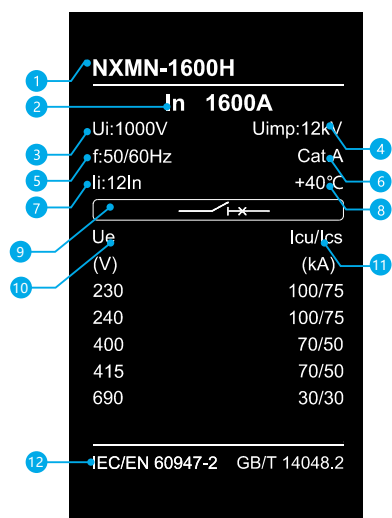 1 NXMN-1600H
2 In 1600A
3 Ui:1000V Uimp:12kV 4
5 f:50/60Hz Cat.A 6
7 Ii:12In +40℃ 8
9
10 Ue Icu/Ics 11
(V) (kA)
230 100/75
240 100/75
400 70/50
415 70/50
690 30/30
12 IEC/EN 60947-2 GB/T 14048.2